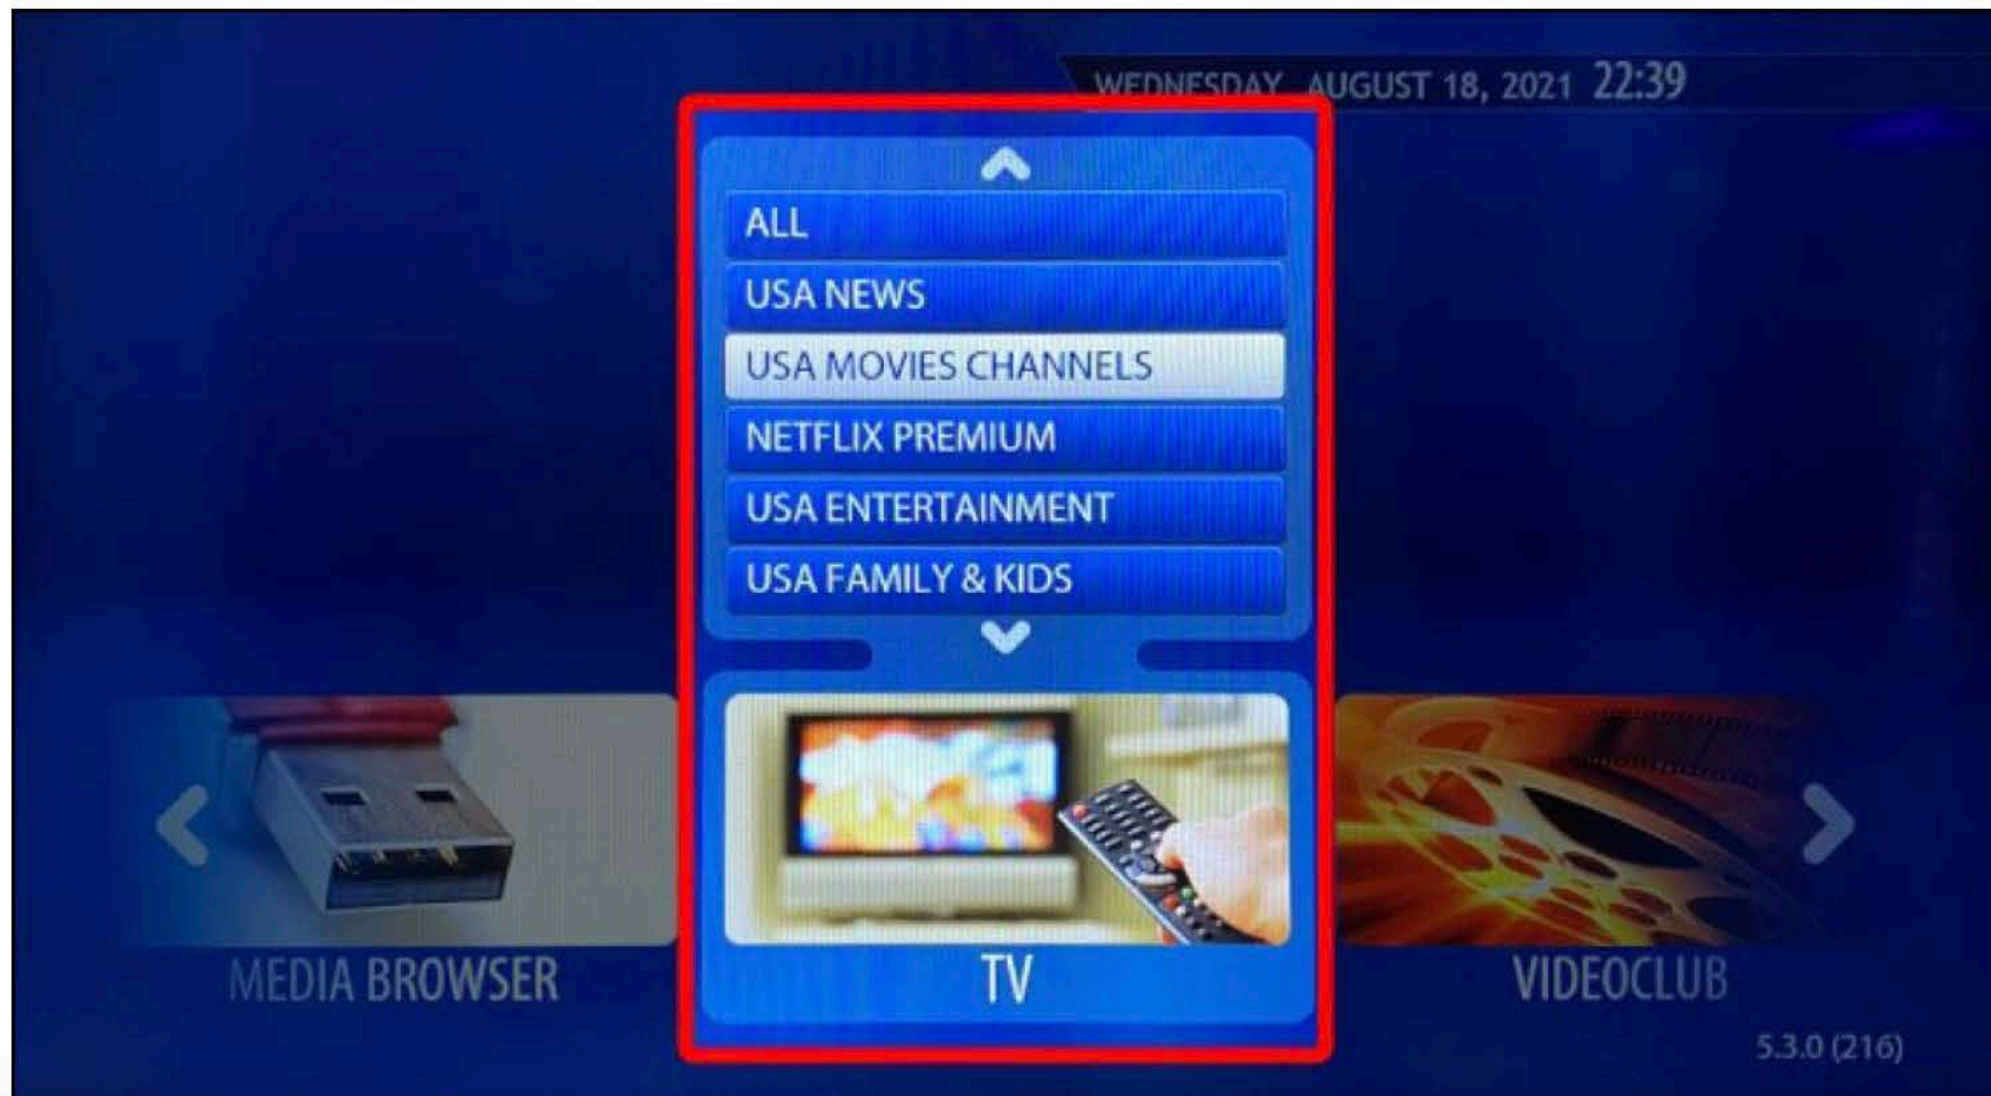 WEDNESDAY AUGUST 18, 2021 22:39
ALL
USA NEWS
USA MOVIES CHANNELS
NETFLIX PREMIUM
USA ENTERTAINMENT
USA FAMILY & KIDS
MEDIA BROWSER
TV
VIDEOCLUB
5.3.0 (216)